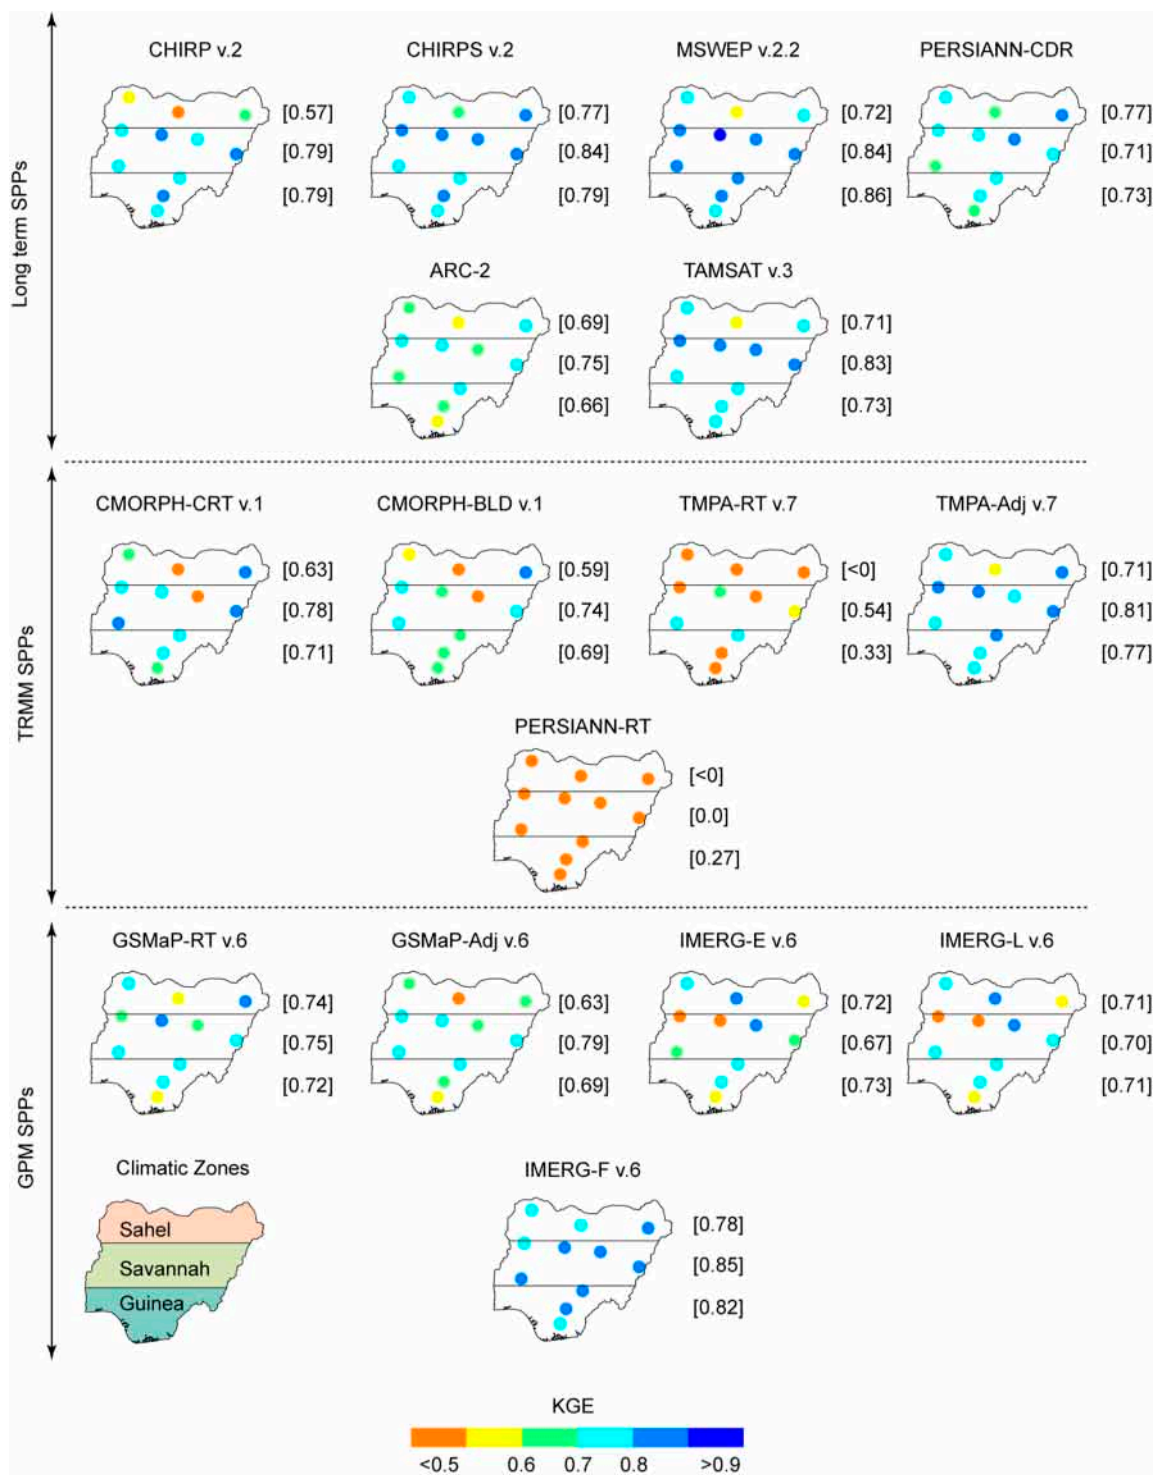 Long term SPPs
CHIRP v.2
[0.57]
[0.79]
[0.79]
CHIRPS v.2
[0.77]
[0.84]
[0.79]
MSWEP v.2.2
[0.72]
[0.84]
[0.86]
PERSIANN-CDR
[0.77]
[0.71]
[0.73]
ARC-2
[0.69]
[0.75]
[0.66]
TAMSAT v.3
[0.71]
[0.83]
[0.73]
TRMM SPPs
CMORPH-CRT v.1
[0.63]
[0.78]
[0.71]
CMORPH-BLD v.1
[0.59]
[0.74]
[0.69]
TMPA-RT v.7
[<0]
[0.54]
[0.33]
TMPA-Adj v.7
[0.71]
[0.81]
[0.77]
PERSIANN-RT
[<0]
[0.0]
[0.27]
GPM SPPs
GSMaP-RT v.6
[0.74]
[0.75]
[0.72]
GSMaP-Adj v.6
[0.63]
[0.79]
[0.69]
IMERG-E v.6
[0.72]
[0.67]
[0.73]
IMERG-L v.6
[0.71]
[0.70]
[0.71]
Climatic Zones
Sahel
Savannah
Guinea
IMERG-F v.6
[0.78]
[0.85]
[0.82]
KGE
<0.5 0.6 0.7 0.8 >0.9